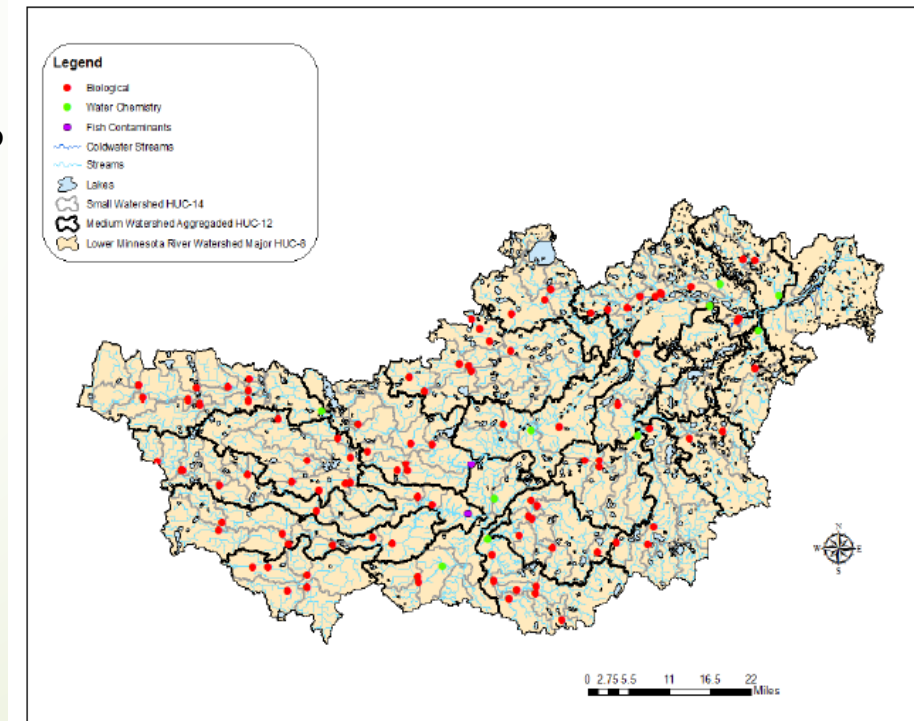 Legend
Biological
Water Chemistry
Fish Contaminants
Coldwater Streams
Streams
Lakes
Small Watershed HUC-14
Medium Watershed Aggregaded HUC-12
Lower Minnesota River Watershed Major HUC-8
N
W E
S
0 2.75 5.5 11 16.5 22
Miles